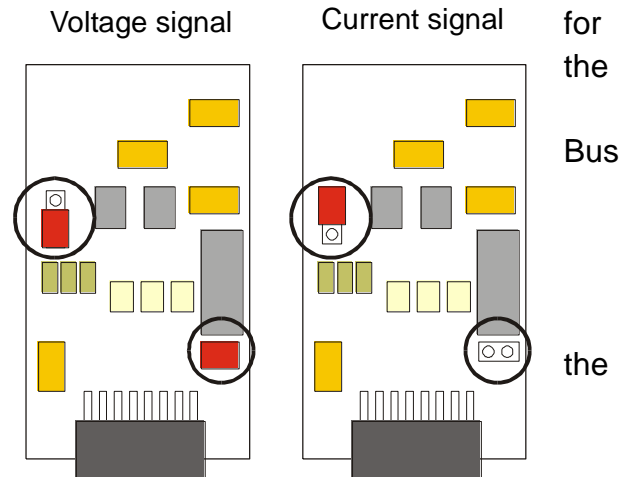 Voltage signal
Current signal
for
the
Bus
the